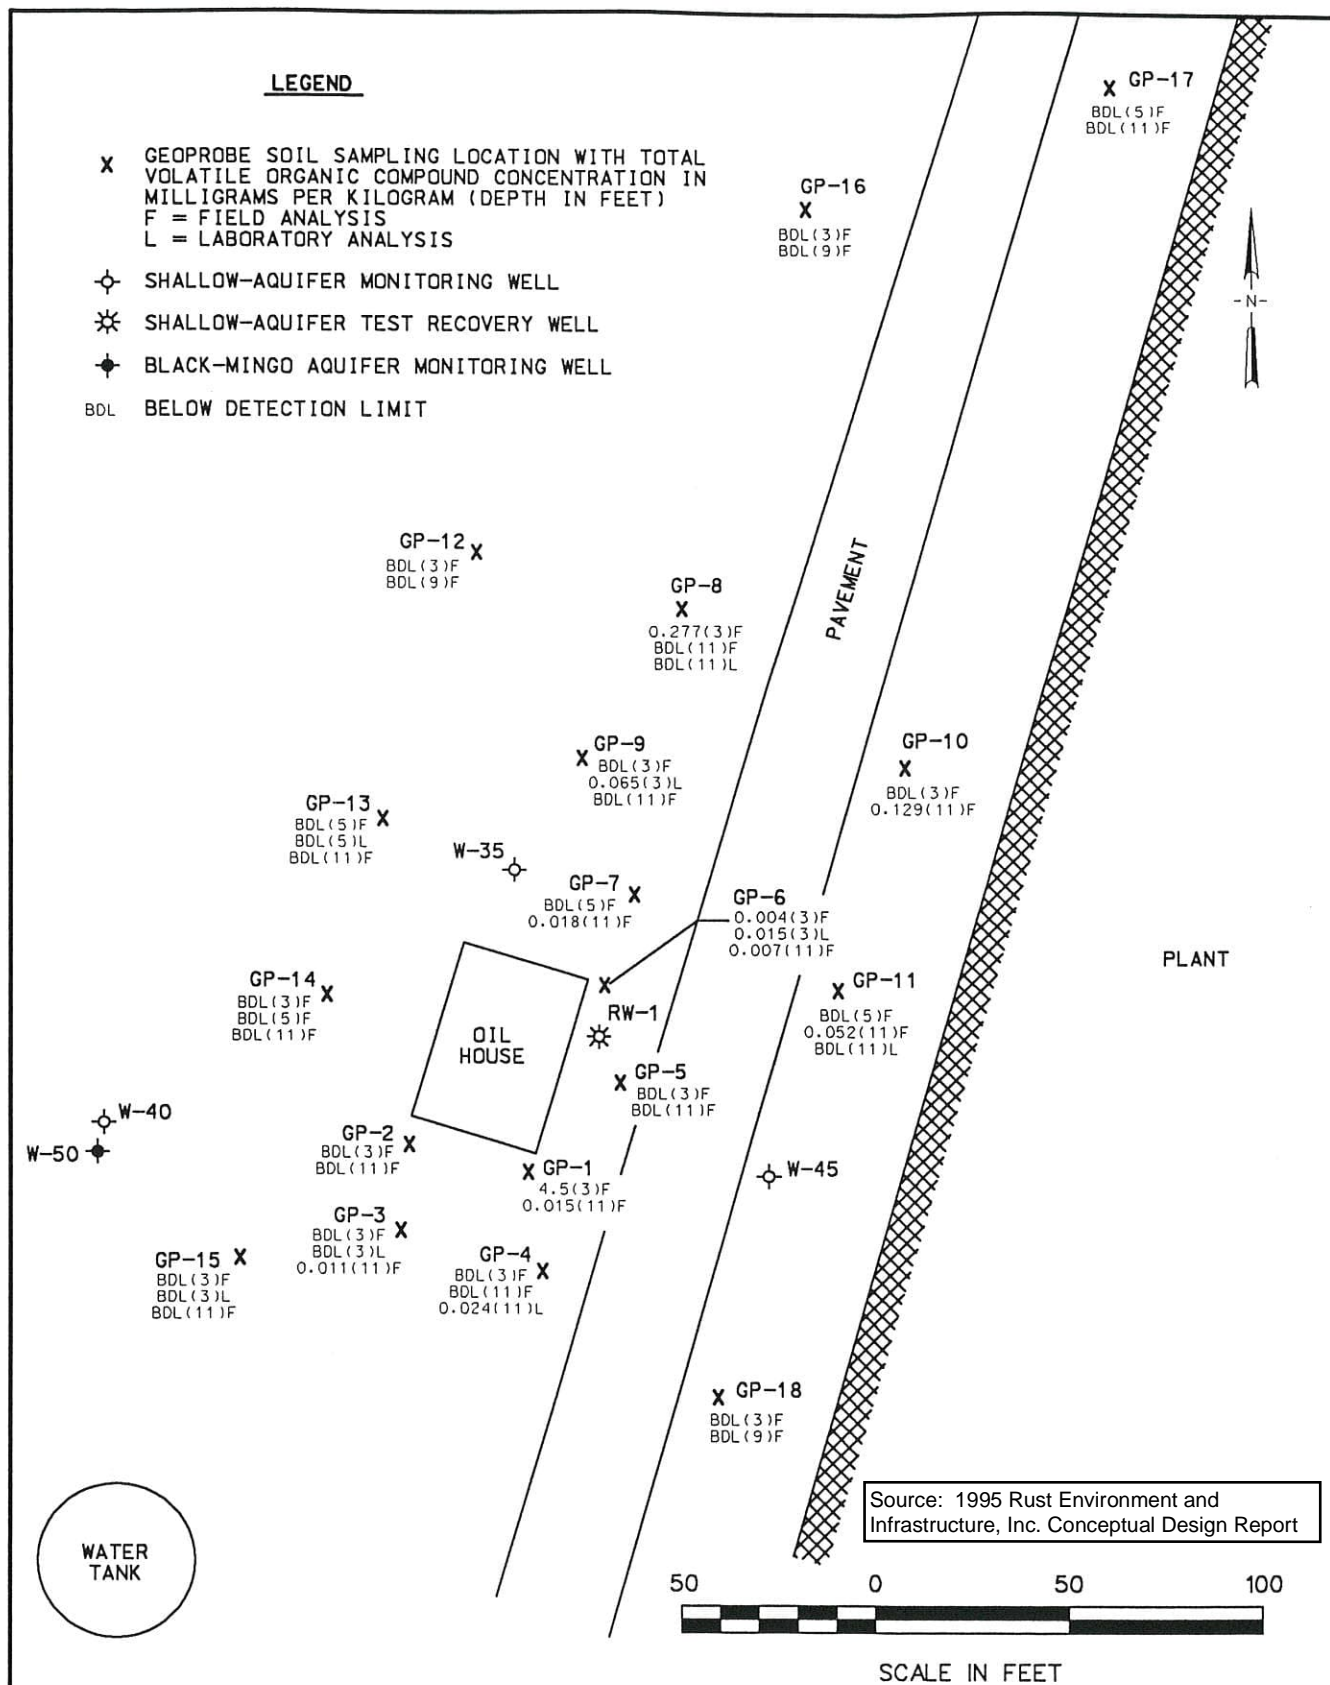 LEGEND
X GEOPROBE SOIL SAMPLING LOCATION WITH TOTAL
VOLATILE ORGANIC COMPOUND CONCENTRATION IN
MILLIGRAMS PER KILOGRAM (DEPTH IN FEET)
F = FIELD ANALYSIS
L = LABORATORY ANALYSIS
SHALLOW-AQUIFER MONITORING WELL
SHALLOW-AQUIFER TEST RECOVERY WELL
BLACK-MINGO AQUIFER MONITORING WELL
BDL BELOW DETECTION LIMIT
X GP-17
BDL(5)F
BDL(11)F
GP-16
X
BDL(3)F
BDL(9)F
-N-
GP-12 X
BDL(3)F
BDL(9)F
GP-8
X
0.277(3)F
BDL(11)F
BDL(11)L
PAVEMENT
X GP-9
BDL(3)F
0.065(3)L
BDL(11)F
GP-10
X
BDL(3)F
0.129(11)F
GP-13 X
BDL(5)F
BDL(5)L
BDL(11)F
W-35
GP-7 X
BDL(5)F
0.018(11)F
GP-6
0.004(3)F
0.015(3)L
0.007(11)F
X
PLANT
GP-14 X
BDL(3)F
BDL(5)F
BDL(11)F
X GP-11
BDL(5)F
0.052(11)F
BDL(11)L
RW-1
OIL
HOUSE
X GP-5
BDL(3)F
BDL(11)F
W-40
W-50
GP-2 X
BDL(3)F
BDL(11)F
X GP-1
4.5(3)F
0.015(11)F
W-45
GP-3 X
BDL(3)F
BDL(3)L
0.011(11)F
GP-15 X
BDL(3)F
BDL(3)L
BDL(11)F
GP-4 X
BDL(3)F
BDL(11)F
0.024(11)L
X GP-18
BDL(3)F
BDL(9)F
Source: 1995 Rust Environment and
Infrastructure, Inc. Conceptual Design Report
WATER
TANK
50 0 50 100
SCALE IN FEET